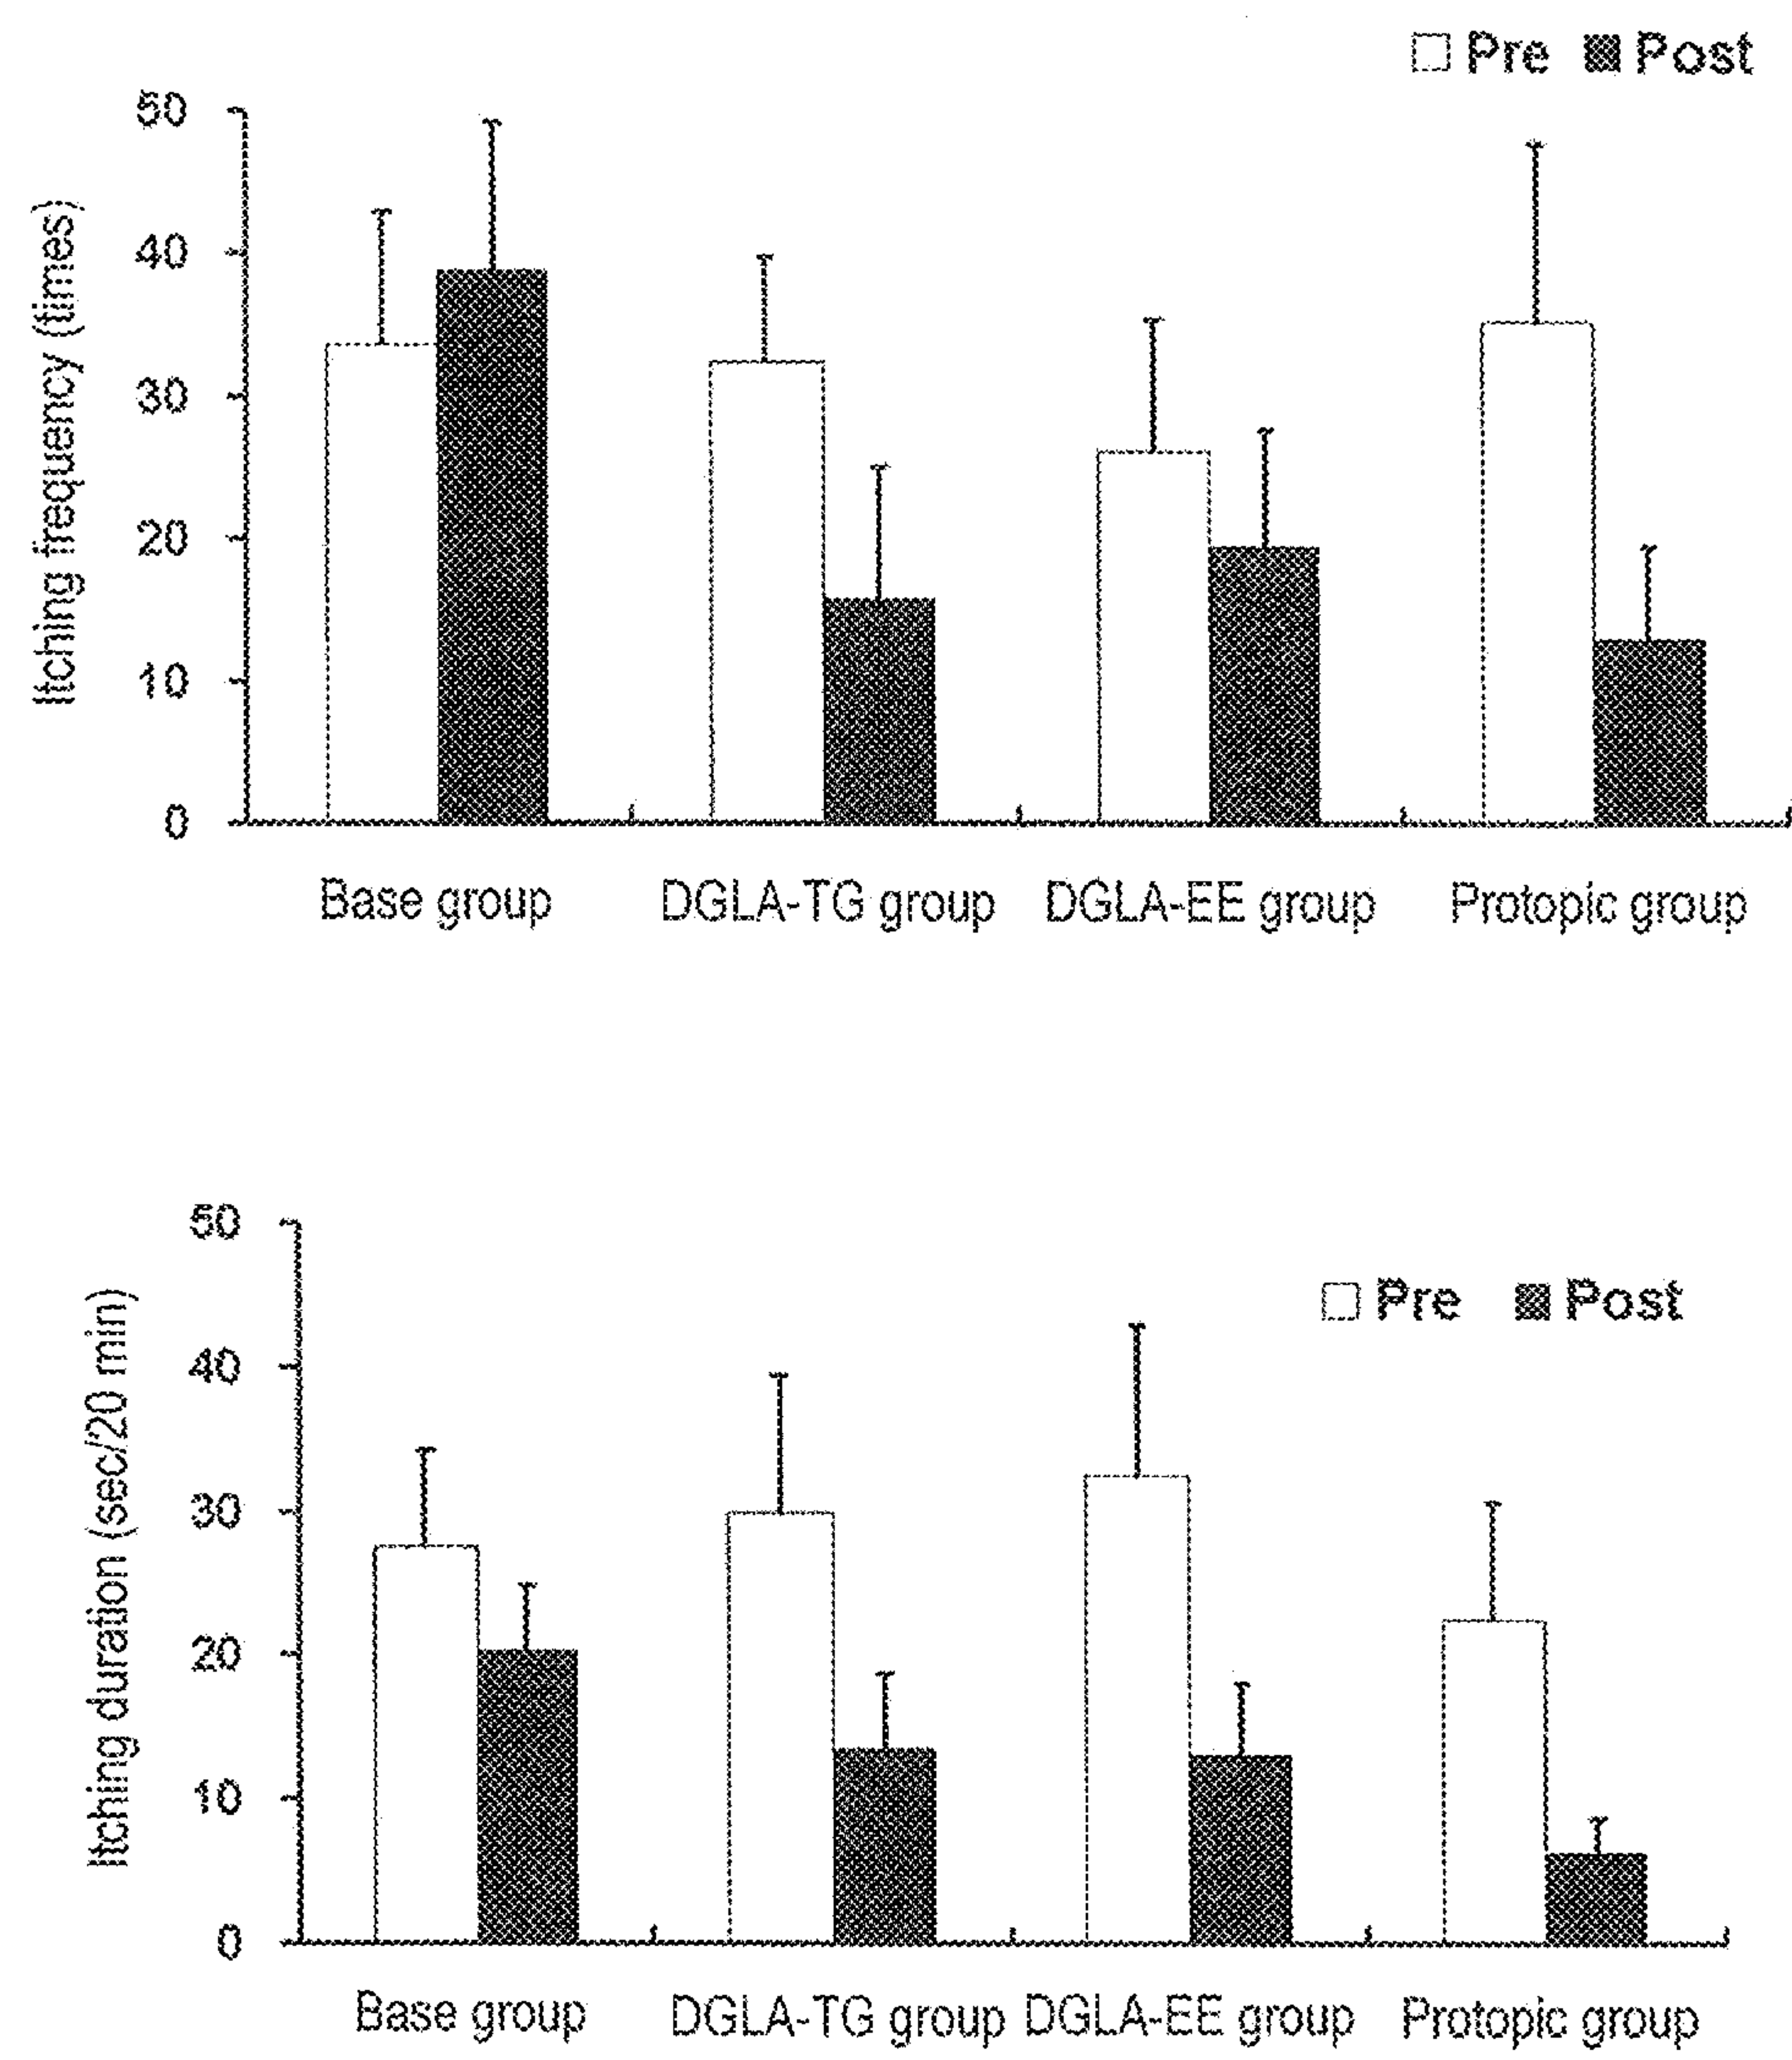 Pre Post
50
40
30
20
10
0
Itching frequency (times)
Base group DGLA-TG group DGLA-EE group Protopic group
50
40
30
20
10
0
Itching duration (sec/20 min)
Pre Post
Base group DGLA-TG group DGLA-EE group Protopic group